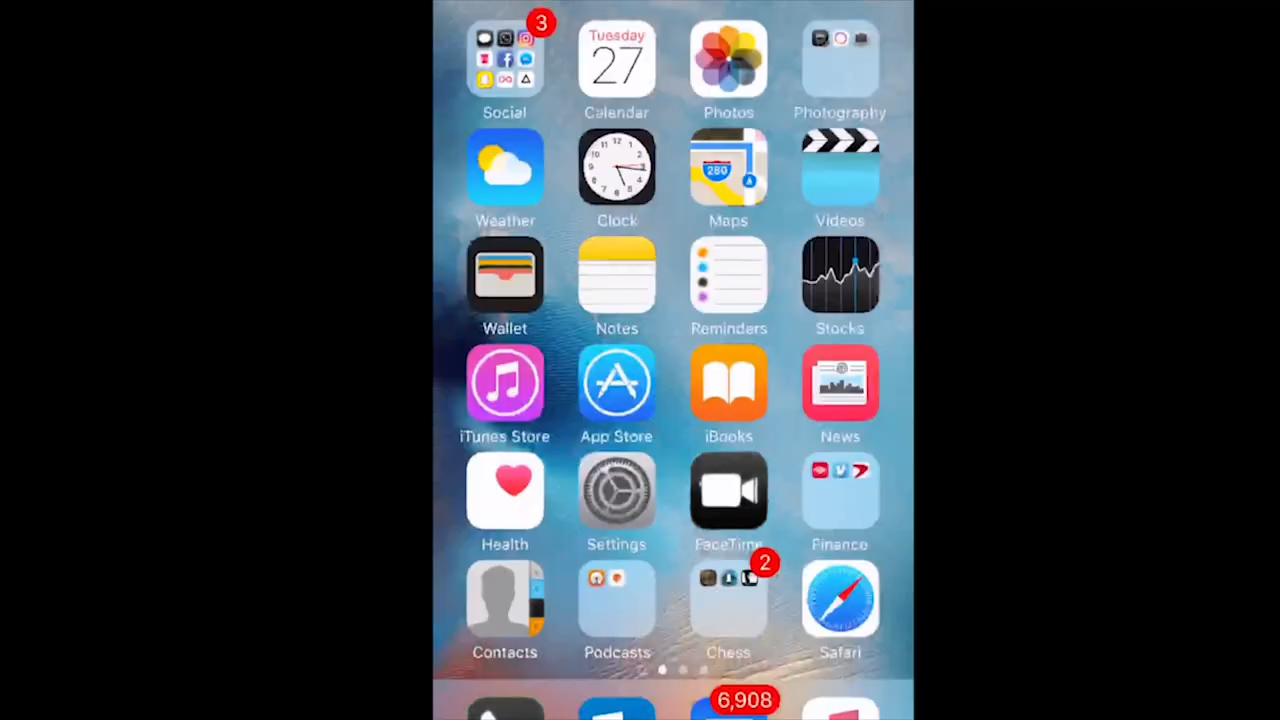 3
Tuesday
27
Social
Calendar
Photos
Photography
280
Weather
Clock
Maps
Videos
Wallet
Notes
Reminders
Stocks
iTunes Store
App Store
iBooks
News
Health
Settings
FaceTime
Finance
2
Contacts
Podcasts
Chess
Safari
6,908